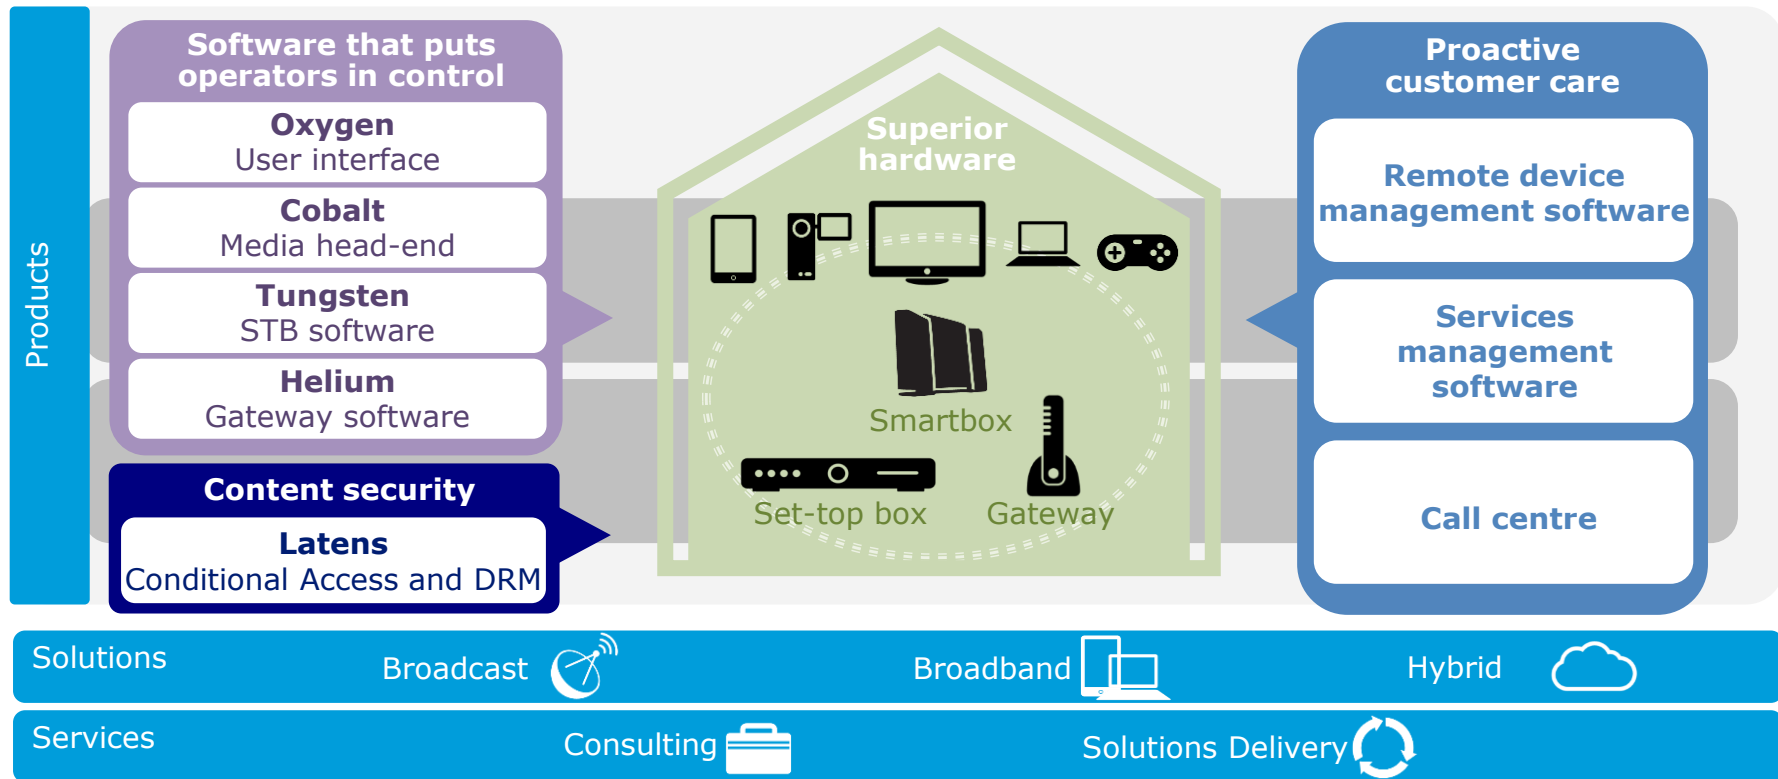 Products
Software that puts
operators in control
Oxygen
User interface
Cobalt
Media head-end
Tungsten
STB software
Helium
Gateway software
Content security
Latens
Conditional Access and DRM
Superior
hardware
Smartbox
Set-top box
Gateway
Proactive
customer care
Remote device
management software
Services
management
software
Call centre
Solutions
Broadcast
Broadband
Hybrid
Services
Consulting
Solutions Delivery